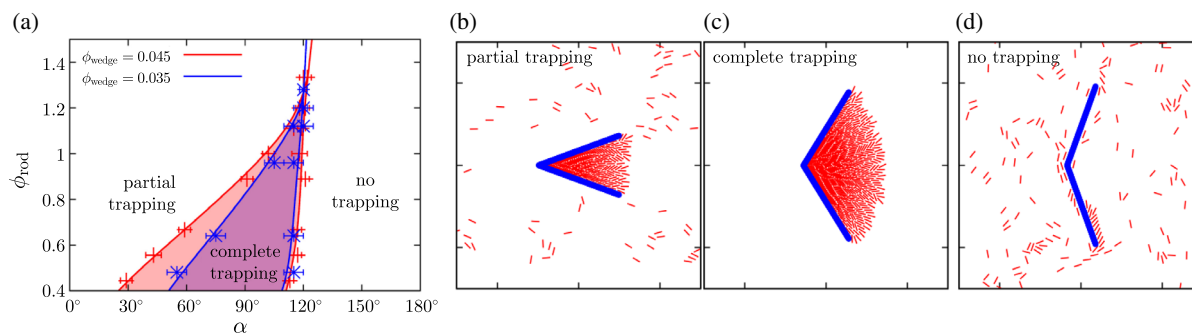 (a)
ϕwedge = 0.045
ϕwedge = 0.035
1.4
1.2
1
0.8
0.6
0.4
ϕrod
partial
trapping
complete
trapping
no
trapping
0° 30 60 90 120 150 180°
α
(b)
partial trapping
(c)
complete trapping
(d)
no trapping